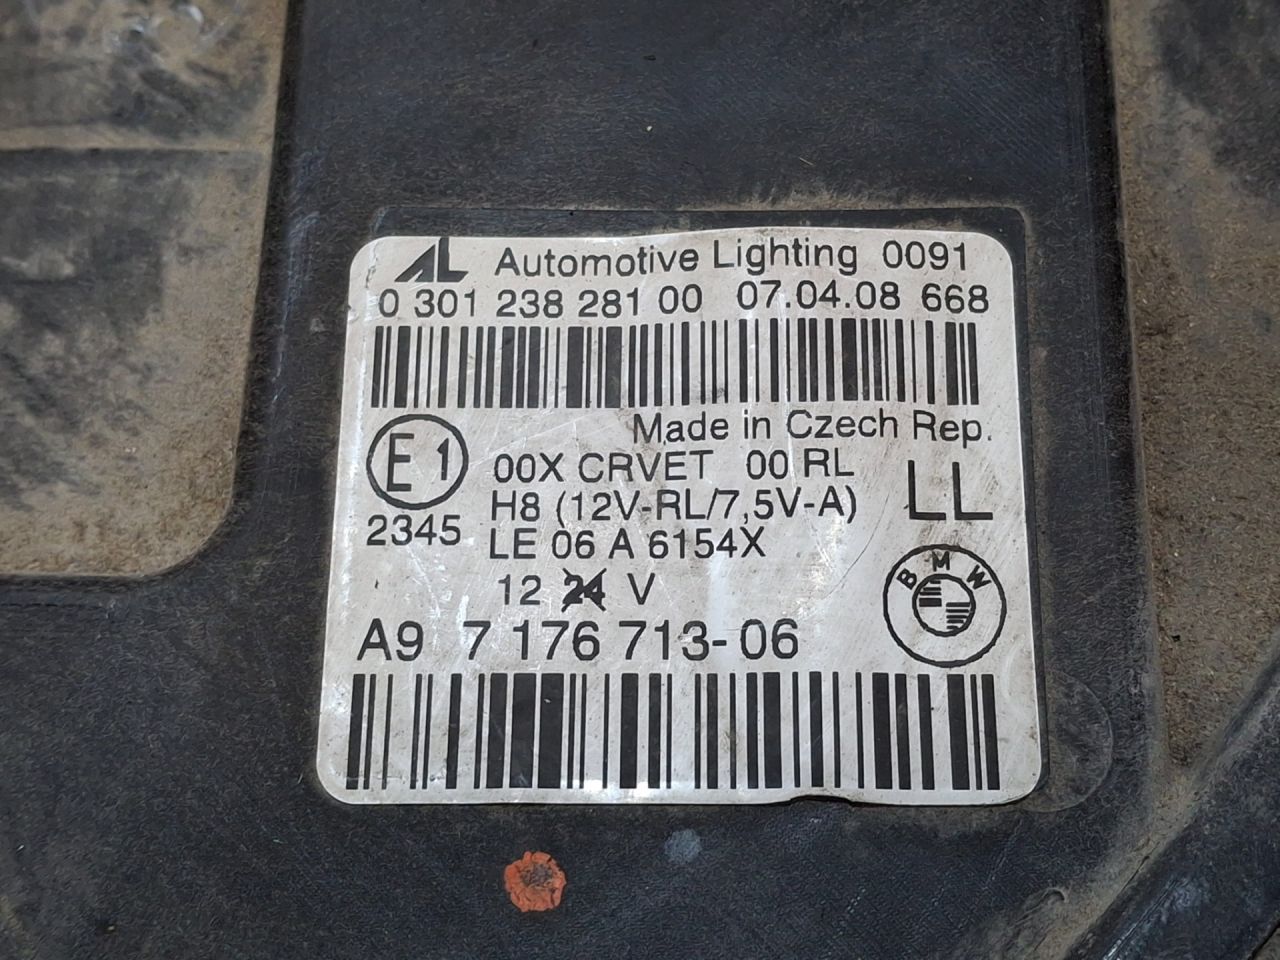 AL Automotive Lighting 0091
0 301 238 281 00 07.04.08 668
Made in Czech Rep.
E1
00X CRVET 00 RL
LL
H8 (12V-RL/7,5V-A)
2345
LE 06 A 6154X
12 24 V
BMW
A9 7 176 713-06